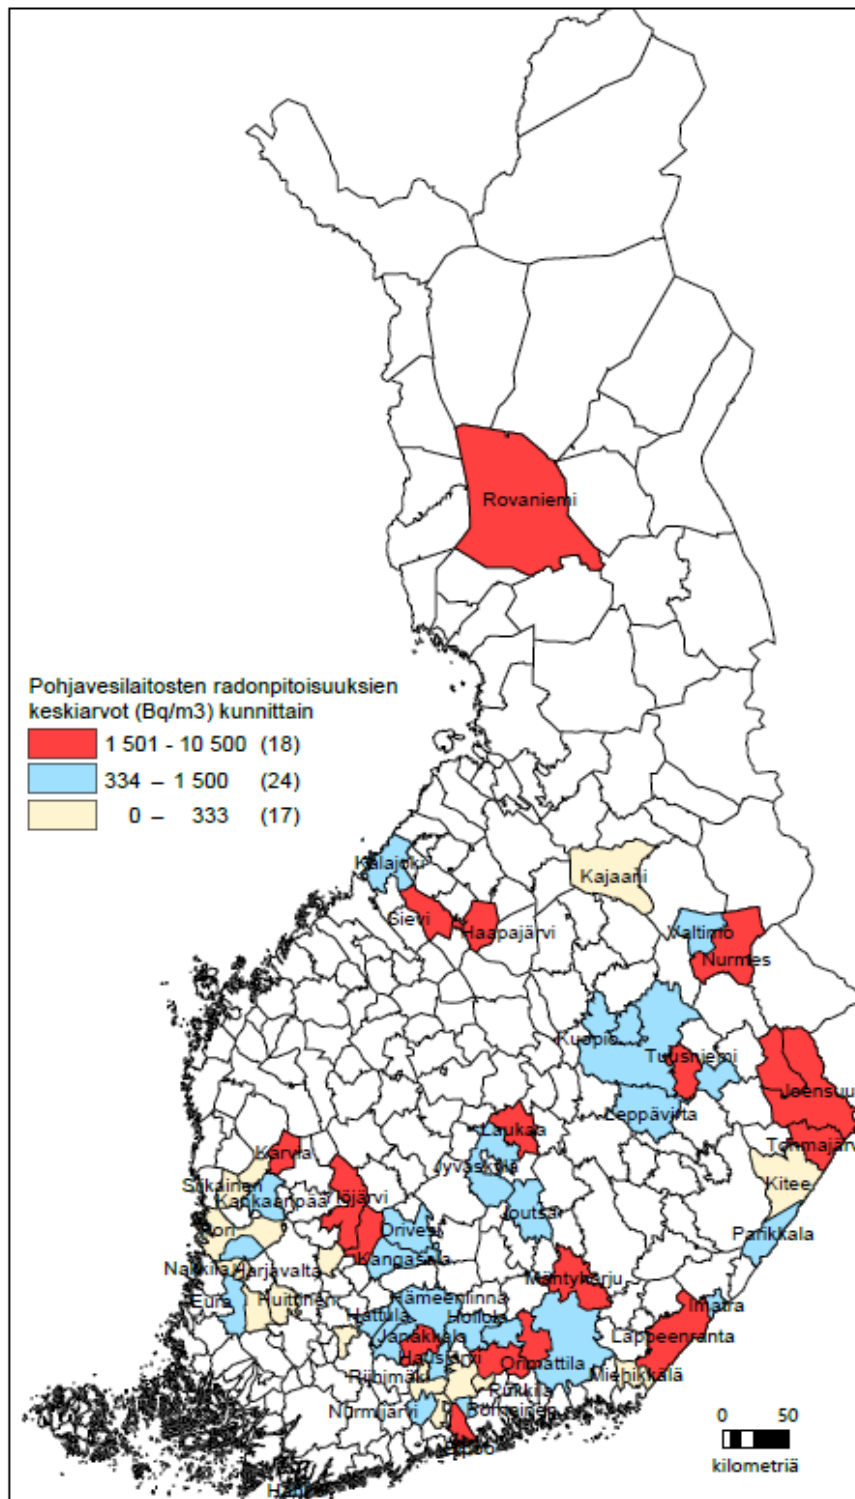 Rovaniemi
Pohjavesilaitosten radonpitoisuuksien
keskiarvot (Bq/m3) kunnittain
1 501 - 10 500 (18)
334 – 1 500 (24)
0 – 333 (17)
Kalajoki
Kajaani
Sievi
Haapajärvi
Valtimo
Nurmes
Kuopio
Tuusniemi
Joensuu
Leppävirta
Laukaa
Karvia
Tohmajärvi
Jyväskylä
Siikainen
Kitee
Kankaanpää
Joutsa
Orivesi
Parikkala
Kangasala
Nakkila
Harjavalta
Mäntyharju
Eura
Huittinen
Hämeenlinna
Imatra
Hattula
Hollola
Janakkala
Lappeenranta
Hausjärvi
Orimattila
Riihimäki
Miehikkälä
Pukkila
Nurmijärvi
Pornainen
0 50
kilometriä